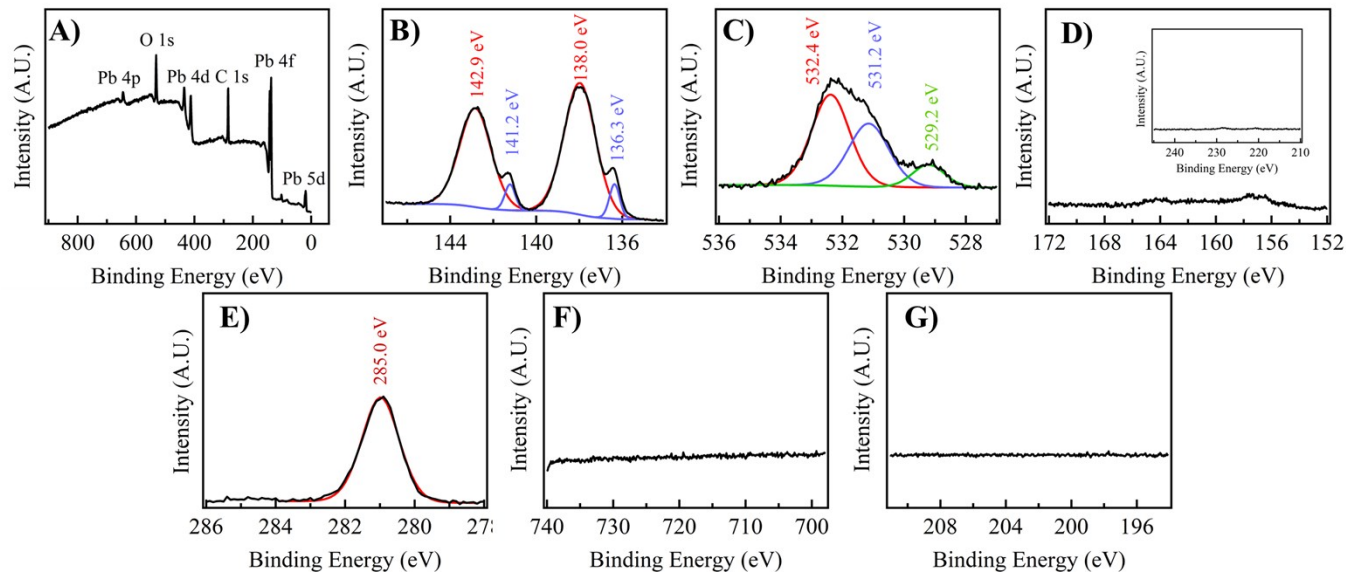 A)
O 1s
Pb 4p
Pb 4d
C 1s
Pb 4f
Pb 5d
Intensity (A.U.)
800 600 400 200 0
Binding Energy (eV)
B)
142.9 eV
141.2 eV
138.0 eV
136.3 eV
Intensity (A.U.)
144 140 136
Binding Energy (eV)
C)
532.4 eV
531.2 eV
529.2 eV
Intensity (A.U.)
536 534 532 530 528
Binding Energy (eV)
D)
Intensity (A.U.)
240 230 220 210
Binding Energy (eV)
Intensity (A.U.)
172 168 164 160 156 152
Binding Energy (eV)
E)
285.0 eV
Intensity (A.U.)
286 284 282 280 278
Binding Energy (eV)
F)
Intensity (A.U.)
740 730 720 710 700
Binding Energy (eV)
G)
Intensity (A.U.)
208 204 200 196
Binding Energy (eV)